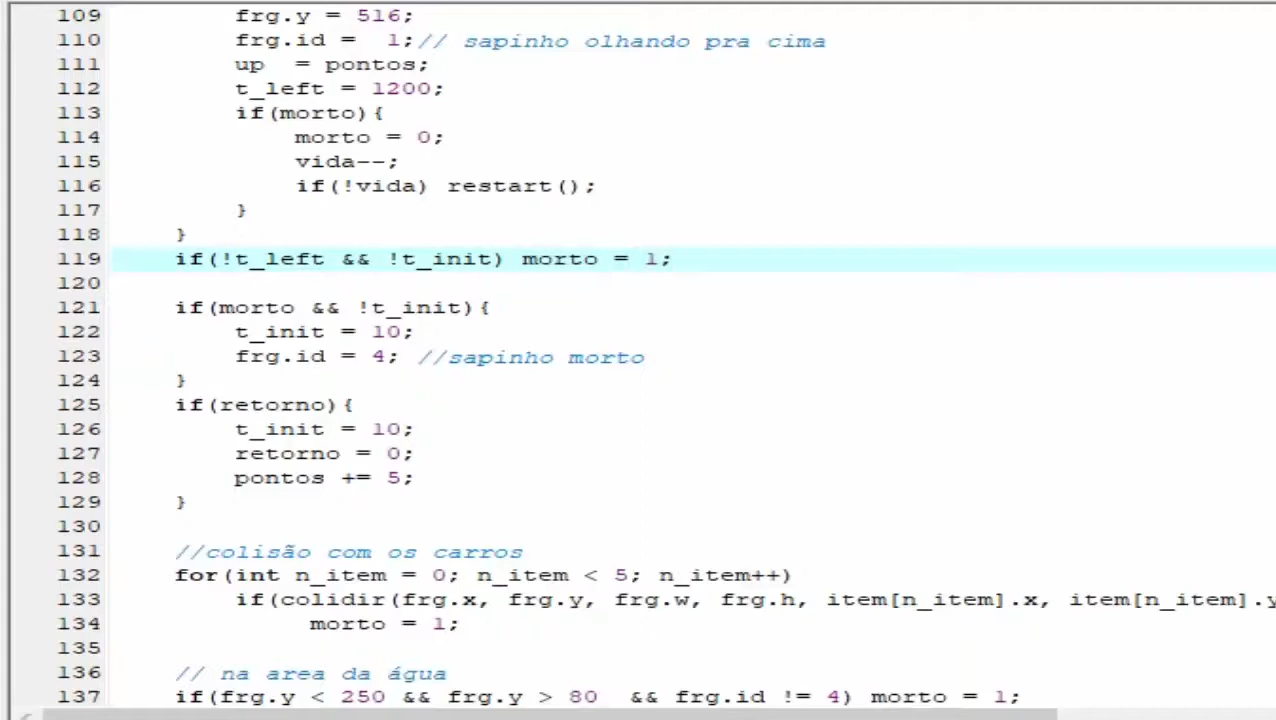 109 frg.y = 516;
110 frg.id =  1;// sapinho olhando pra cima
111 up  = pontos;
112 t_left = 1200;
113 if(morto){
114 morto = 0;
115 vida--;
116 if(!vida) restart();
117 }
118 }
119 if(!t_left && !t_init) morto = 1;
120
121 if(morto && !t_init){
122 t_init = 10;
123 frg.id = 4; //sapinho morto
124 }
125 if(retorno){
126 t_init = 10;
127 retorno = 0;
128 pontos += 5;
129 }
130
131 //colisão com os carros
132 for(int n_item = 0; n_item < 5; n_item++)
133 if(colidir(frg.x, frg.y, frg.w, frg.h, item[n_item].x, item[n_item].y
134 morto = 1;
135
136 // na area da água
137 if(frg.y < 250 && frg.y > 80  && frg.id != 4) morto = 1;